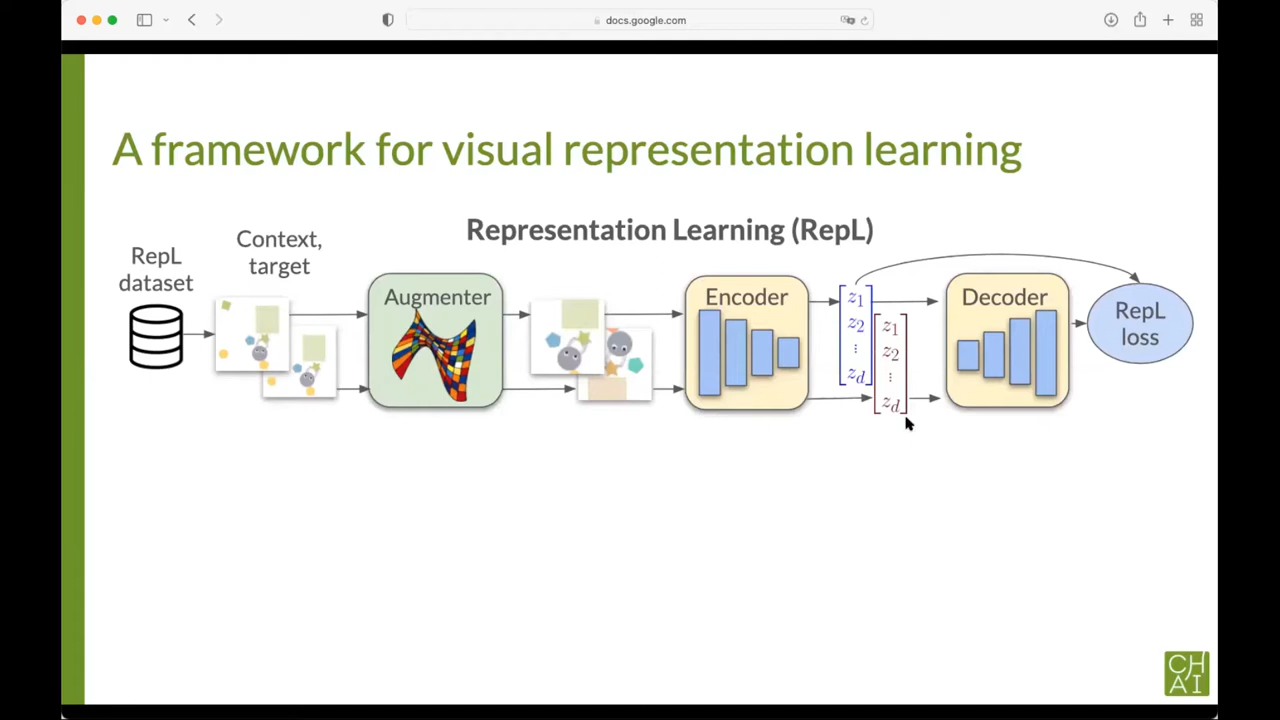 docs.google.com
A framework for visual representation learning
Representation Learning (RepL)
RepL
dataset
Context,
target
Augmenter
Encoder
z1
z2
⋮
zd
z1
z2
⋮
zd
Decoder
RepL
loss
CH
A'I